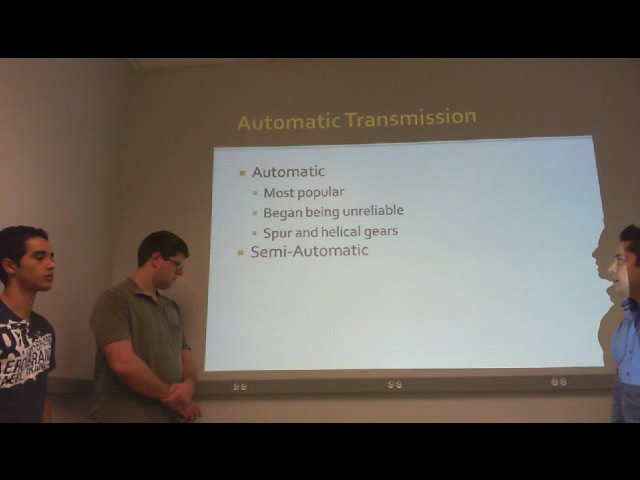 Automatic Transmission
Automatic
Most popular
Began being unreliable
Spur and helical gears
Semi-Automatic